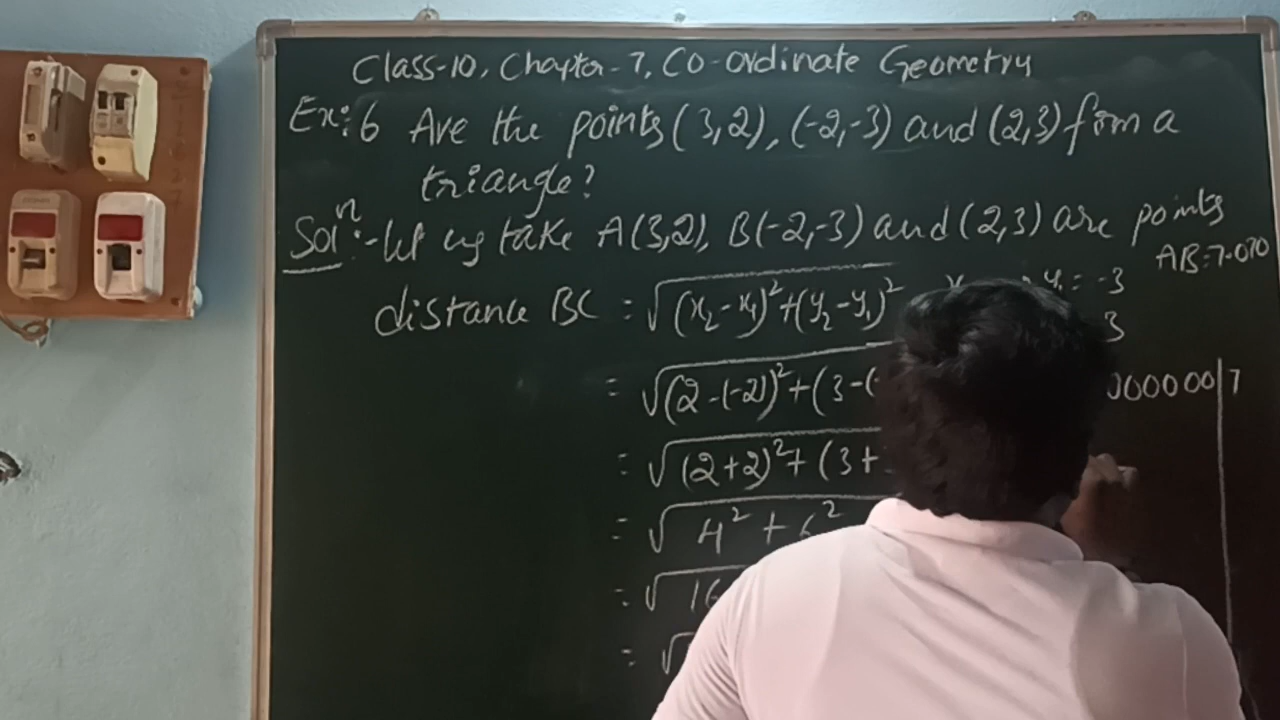 Class-10, Chapter-7, Co-ordinate Geometry
Ex:6 Are the points (3,2), (-2,-3) and (2,3) form a
triangle?
Solⁿ:- let us take A(3,2), B(-2,-3) and (2,3) are points
AB=7.070
distance BC = √(x₂-x₁)²+(y₂-y₁)² y₁=-3
3
= √(2-(-2))²+(3-(
000000|7
= √(2+2)²+(3+
= √4²+6²
= √16
= √